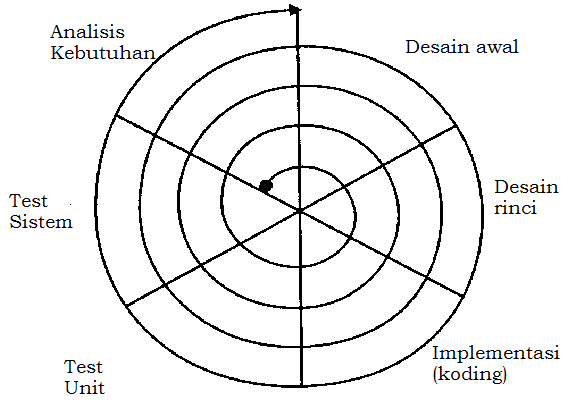 Analisis
Kebutuhan
Desain awal
Desain
rinci
Implementasi
(koding)
Test
Unit
Test
Sistem